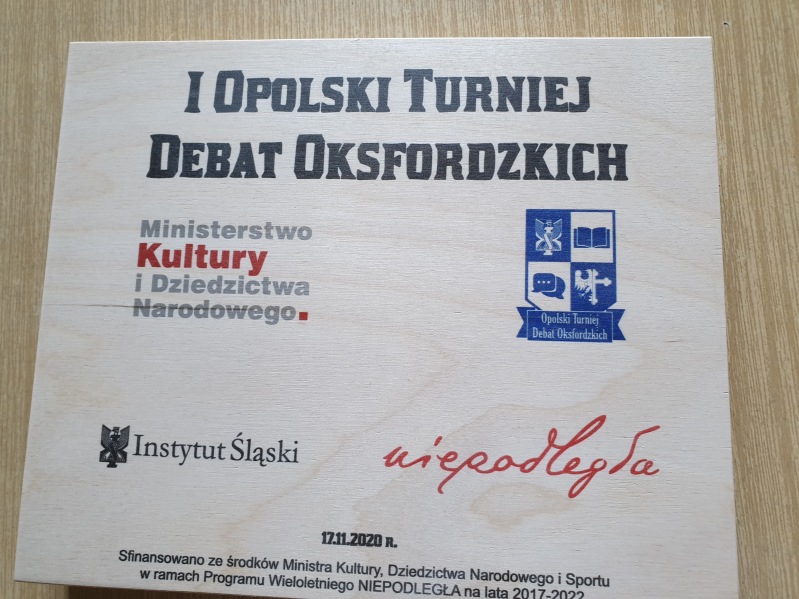 I OPOLSKI TURNIEJ
DEBAT OKSFORDZKICH
Ministerstwo
Kultury
i Dziedzictwa
Narodowego.
Opolski Turniej
Debat Oksfordzkich
Instytut Śląski
niepodległa
17.11.2020 R.
Sfinansowano ze środków Ministra Kultury, Dziedzictwa Narodowego i Sportu
w ramach Programu Wieloletniego NIEPODLEGŁA na lata 2017-2022